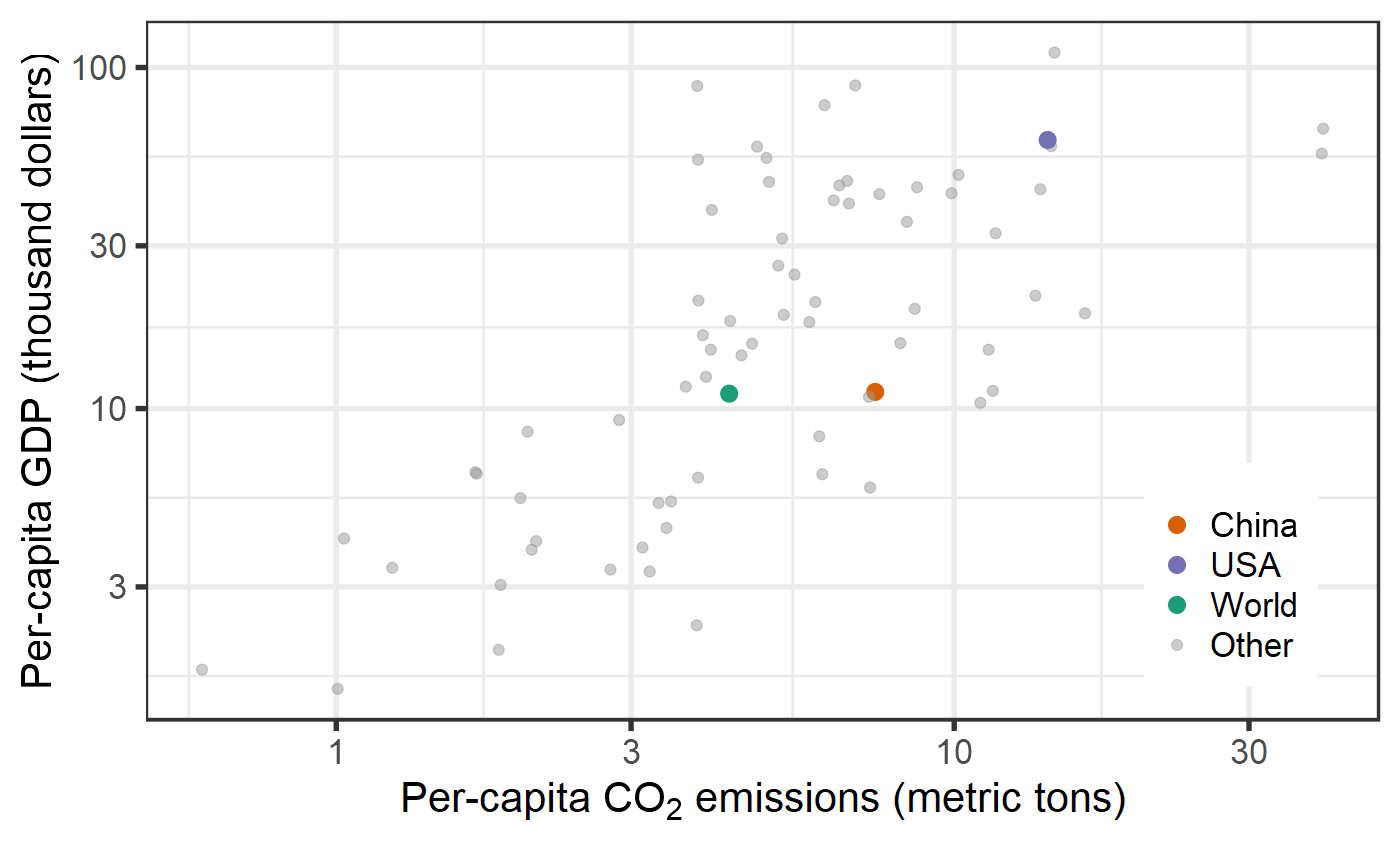 Per-capita GDP (thousand dollars)
100
30
10
3
China
USA
World
Other
1
3
10
30
Per-capita CO₂ emissions (metric tons)